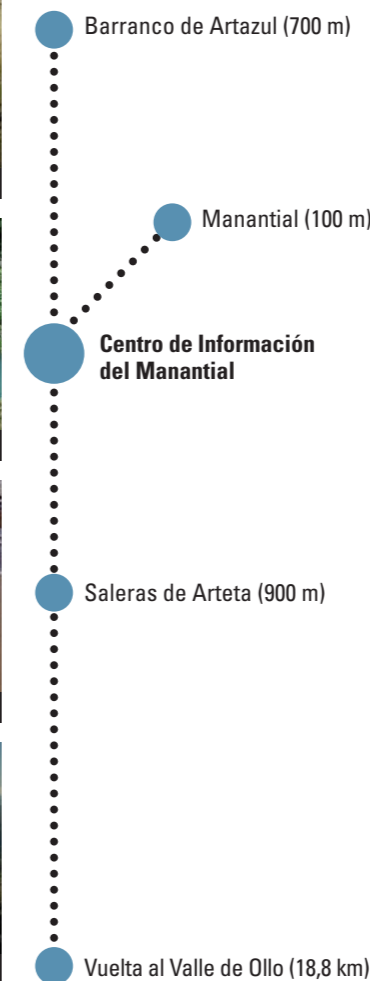 Barranco de Artazul (700 m)
Manantial (100 m)
Centro de Información
del Manantial
Saleras de Arteta (900 m)
Vuelta al Valle de Ollo (18,8 km)